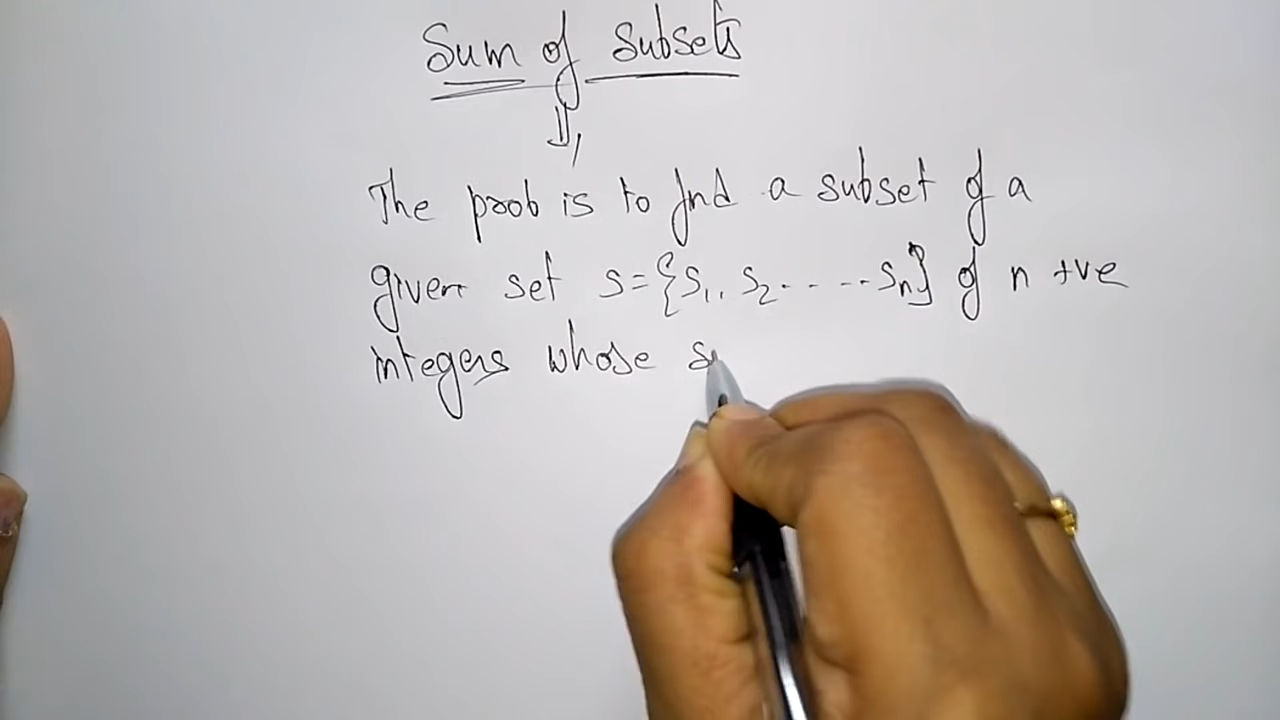 Sum of Subsets
The prob is to find a subset of a
given set s={s₁, s₂.....sₙ} of n +ve
integers whose s